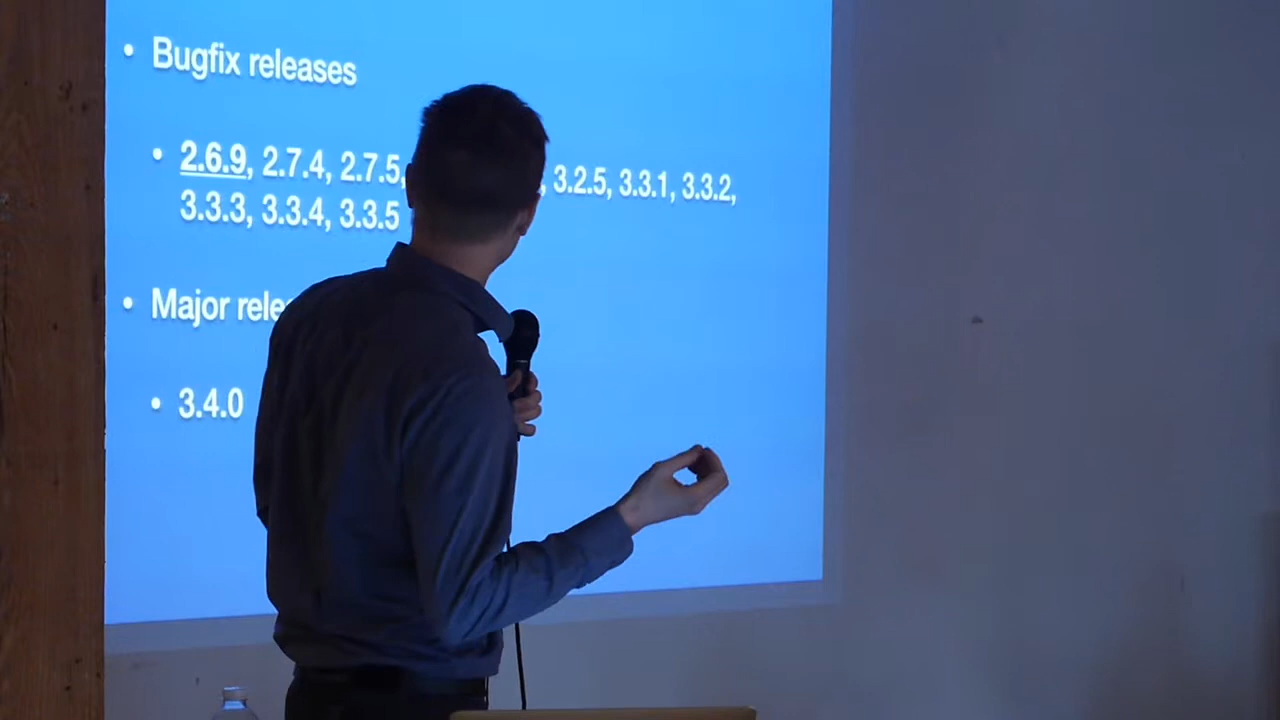 • Bugfix releases
• 2.6.9, 2.7.4, 2.7.5, , 3.2.5, 3.3.1, 3.3.2,
3.3.3, 3.3.4, 3.3.5
• Major
• 3.4.0